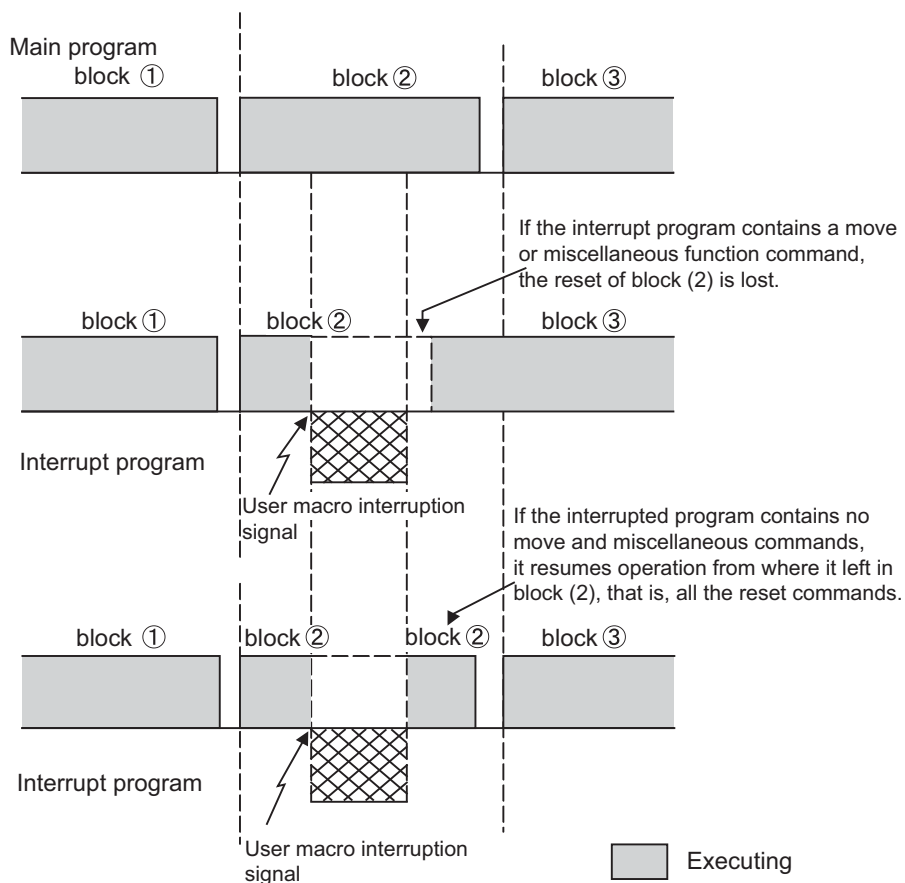 Main program
block ①
block ②
block ③
If the interrupt program contains a move
or miscellaneous function command,
the reset of block (2) is lost.
block ①
block ②
block ③
Interrupt program
User macro interruption
signal
If the interrupted program contains no
move and miscellaneous commands,
it resumes operation from where it left in
block (2), that is, all the reset commands.
block ①
block ②
block ②
block ③
Interrupt program
User macro interruption
signal
Executing